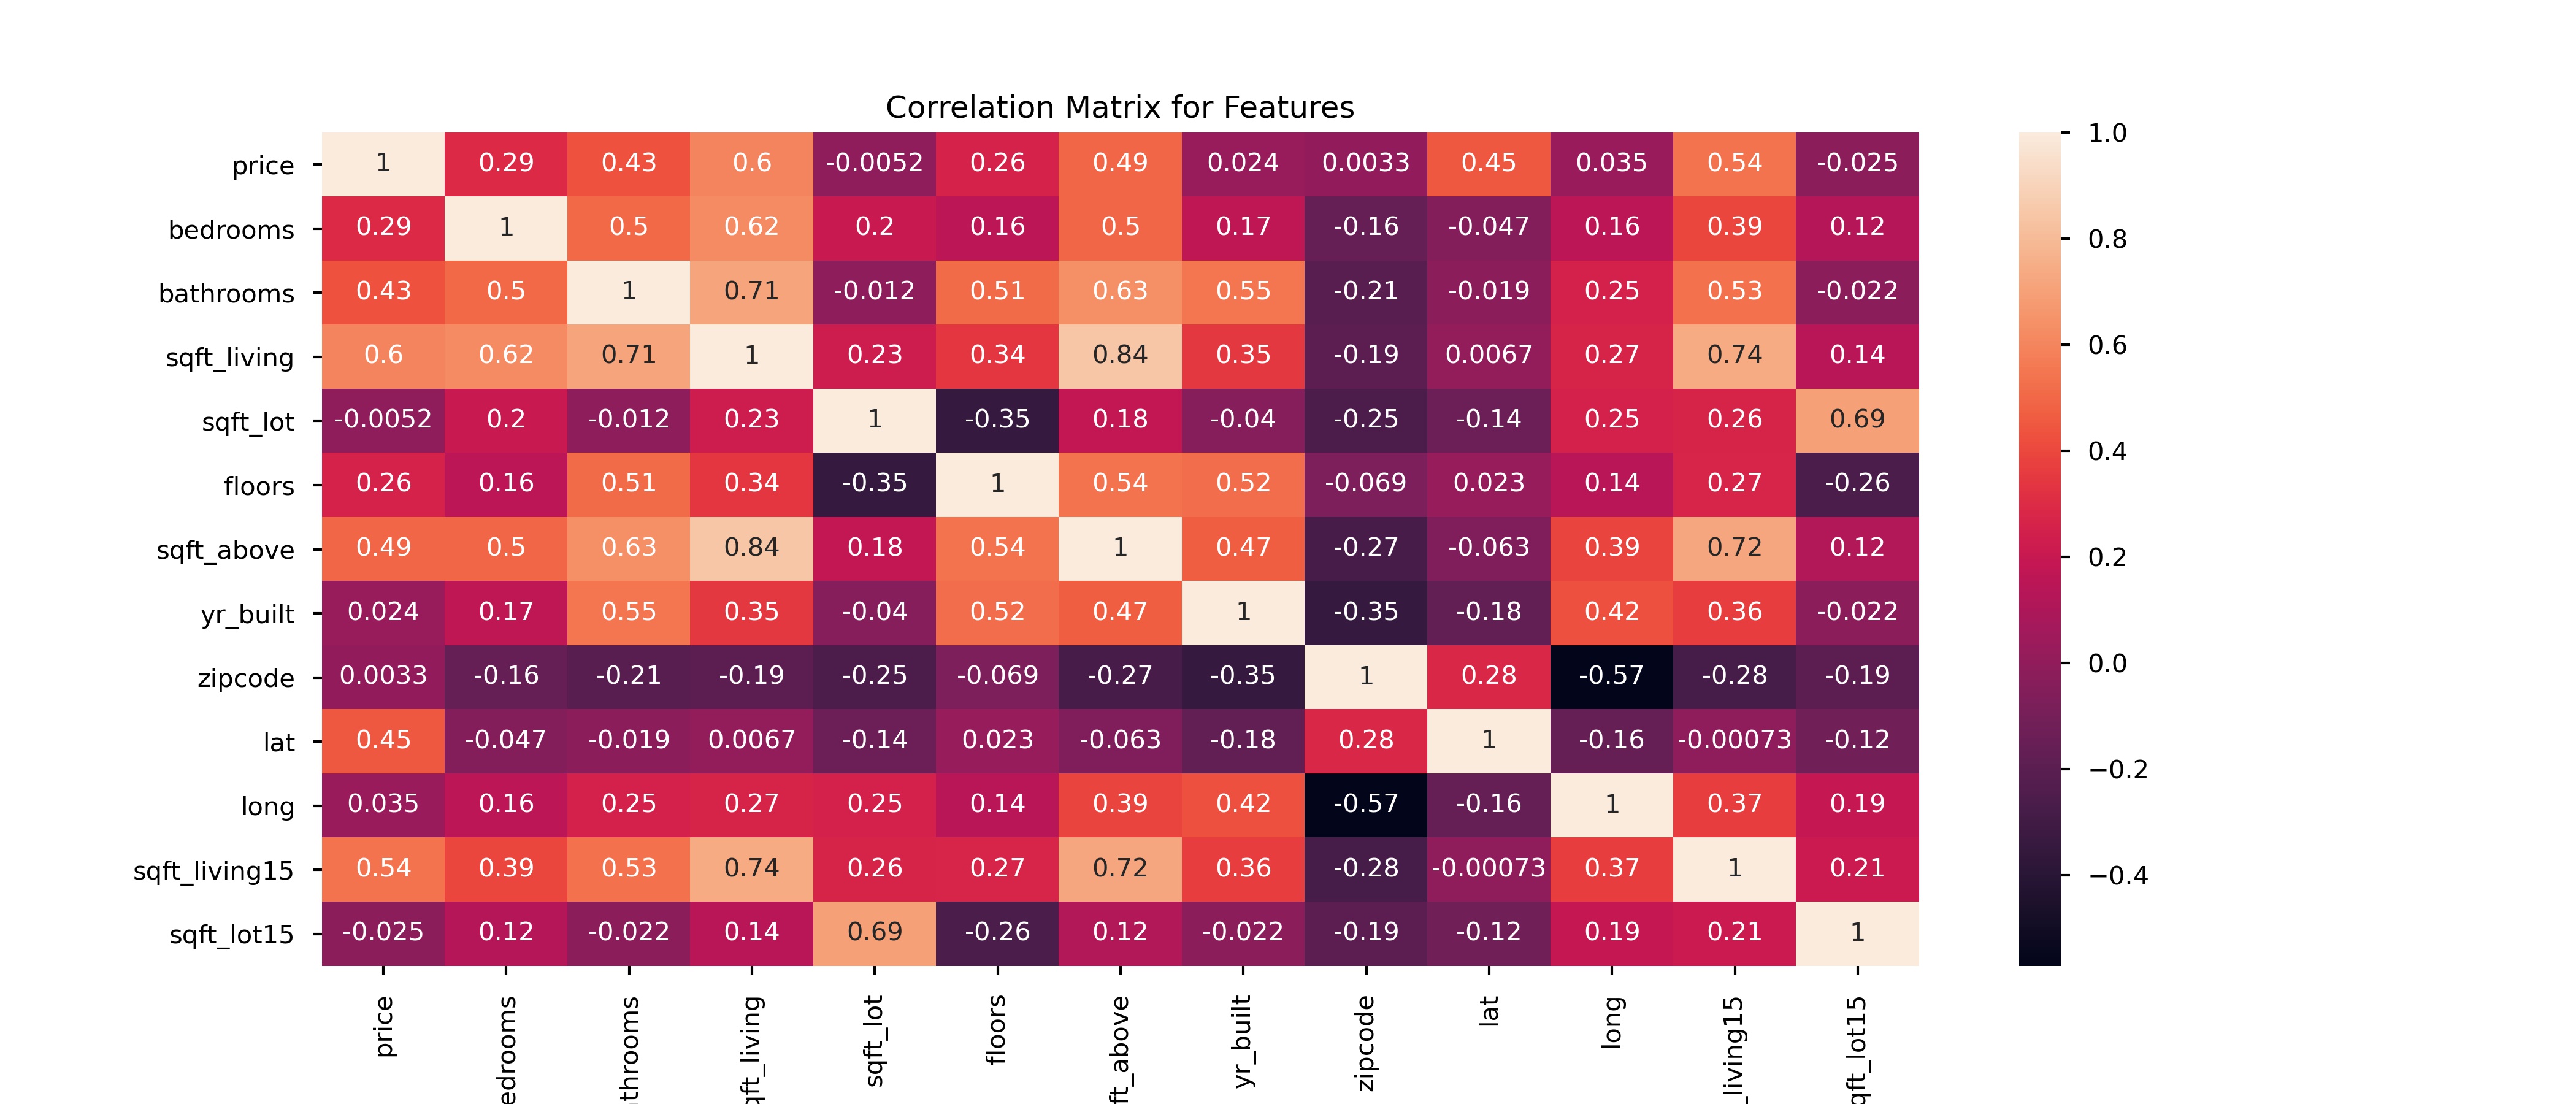 Correlation Matrix for Features
price 1 0.29 0.43 0.6 -0.0052 0.26 0.49 0.024 0.0033 0.45 0.035 0.54 -0.025
bedrooms 0.29 1 0.5 0.62 0.2 0.16 0.5 0.17 -0.16 -0.047 0.16 0.39 0.12
bathrooms 0.43 0.5 1 0.71 -0.012 0.51 0.63 0.55 -0.21 -0.019 0.25 0.53 -0.022
sqft_living 0.6 0.62 0.71 1 0.23 0.34 0.84 0.35 -0.19 0.0067 0.27 0.74 0.14
sqft_lot -0.0052 0.2 -0.012 0.23 1 -0.35 0.18 -0.04 -0.25 -0.14 0.25 0.26 0.69
floors 0.26 0.16 0.51 0.34 -0.35 1 0.54 0.52 -0.069 0.023 0.14 0.27 -0.26
sqft_above 0.49 0.5 0.63 0.84 0.18 0.54 1 0.47 -0.27 -0.063 0.39 0.72 0.12
yr_built 0.024 0.17 0.55 0.35 -0.04 0.52 0.47 1 -0.35 -0.18 0.42 0.36 -0.022
zipcode 0.0033 -0.16 -0.21 -0.19 -0.25 -0.069 -0.27 -0.35 1 0.28 -0.57 -0.28 -0.19
lat 0.45 -0.047 -0.019 0.0067 -0.14 0.023 -0.063 -0.18 0.28 1 -0.16 -0.00073 -0.12
long 0.035 0.16 0.25 0.27 0.25 0.14 0.39 0.42 -0.57 -0.16 1 0.37 0.19
sqft_living15 0.54 0.39 0.53 0.74 0.26 0.27 0.72 0.36 -0.28 -0.00073 0.37 1 0.21
sqft_lot15 -0.025 0.12 -0.022 0.14 0.69 -0.26 0.12 -0.022 -0.19 -0.12 0.19 0.21 1
price
edrooms
throoms
qft_living
sqft_lot
floors
ft_above
yr_built
zipcode
lat
long
_living15
qft_lot15
1.0
0.8
0.6
0.4
0.2
0.0
−0.2
−0.4